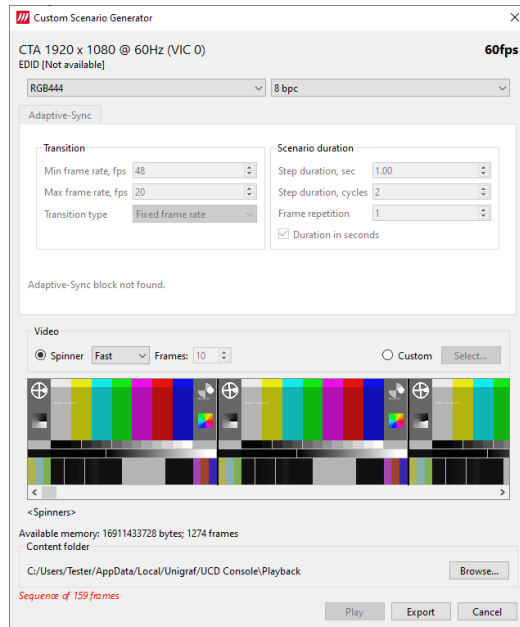 Custom Scenario Generator
CTA 1920 x 1080 @ 60Hz (VIC 0)
60fps
EDID [Not available]
RGB444
8 bpc
Adaptive-Sync
Transition
Scenario duration
Min frame rate, fps 48
Step duration, sec 1.00
Max frame rate, fps 20
Step duration, cycles 2
Transition type Fixed frame rate
Frame repetition 1
Duration in seconds
Adaptive-Sync block not found.
Video
Spinner Fast Frames: 10
Custom Select...
<Spinners>
Available memory: 16911433728 bytes; 1274 frames
Content folder
C:/Users/Tester/AppData/Local/Unigraf/UCD Console\Playback
Browse...
Sequence of 159 frames
Play Export Cancel